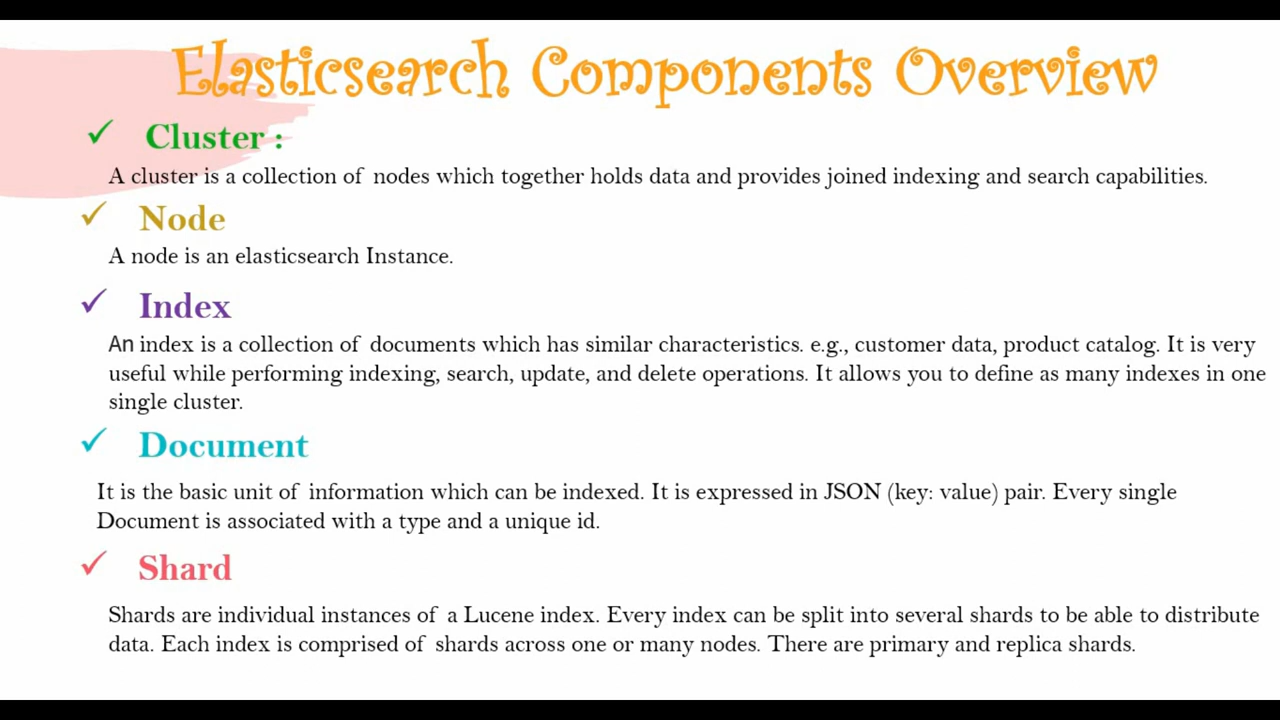 Elasticsearch Components Overview
Cluster :
A cluster is a collection of nodes which together holds data and provides joined indexing and search capabilities.
Node
A node is an elasticsearch Instance.
Index
An index is a collection of documents which has similar characteristics. e.g., customer data, product catalog. It is very
useful while performing indexing, search, update, and delete operations. It allows you to define as many indexes in one
single cluster.
Document
It is the basic unit of information which can be indexed. It is expressed in JSON (key: value) pair. Every single
Document is associated with a type and a unique id.
Shard
Shards are individual instances of a Lucene index. Every index can be split into several shards to be able to distribute
data. Each index is comprised of shards across one or many nodes. There are primary and replica shards.